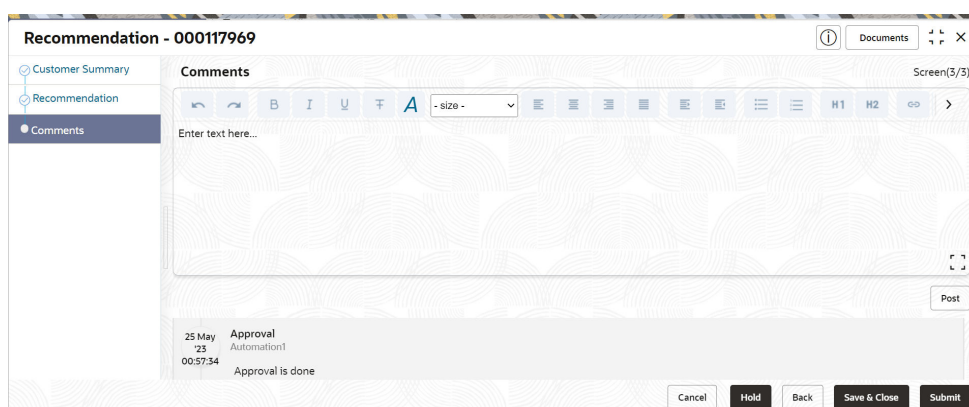 Recommendation - 000117969
Documents
Customer Summary
Recommendation
Comments
Comments
Screen(3/3)
B I U T A - size - H1 H2
Enter text here...
Post
25 May
'23
00:57:34
Approval
Automation1
Approval is done
Cancel Hold Back Save & Close Submit